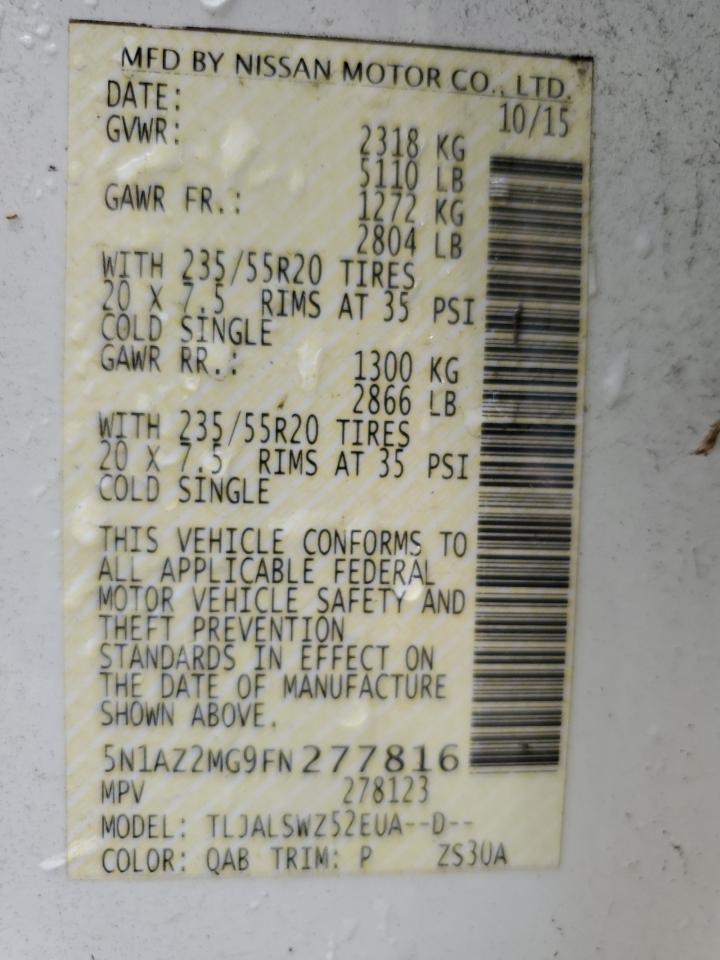 MFD BY NISSAN MOTOR CO., LTD.
DATE: 10/15
GVWR: 2318 KG
5110 LB
GAWR FR.: 1272 KG
2804 LB
WITH 235/55R20 TIRES
20 X 7.5 RIMS AT 35 PSI
COLD SINGLE
GAWR RR.: 1300 KG
2866 LB
WITH 235/55R20 TIRES
20 X 7.5 RIMS AT 35 PSI
COLD SINGLE
THIS VEHICLE CONFORMS TO
ALL APPLICABLE FEDERAL
MOTOR VEHICLE SAFETY AND
THEFT PREVENTION
STANDARDS IN EFFECT ON
THE DATE OF MANUFACTURE
SHOWN ABOVE.
5N1AZ2MG9FN277816
MPV 278123
MODEL: TLJALSWZ52EUA--D--
COLOR: QAB TRIM: P ZS3UA